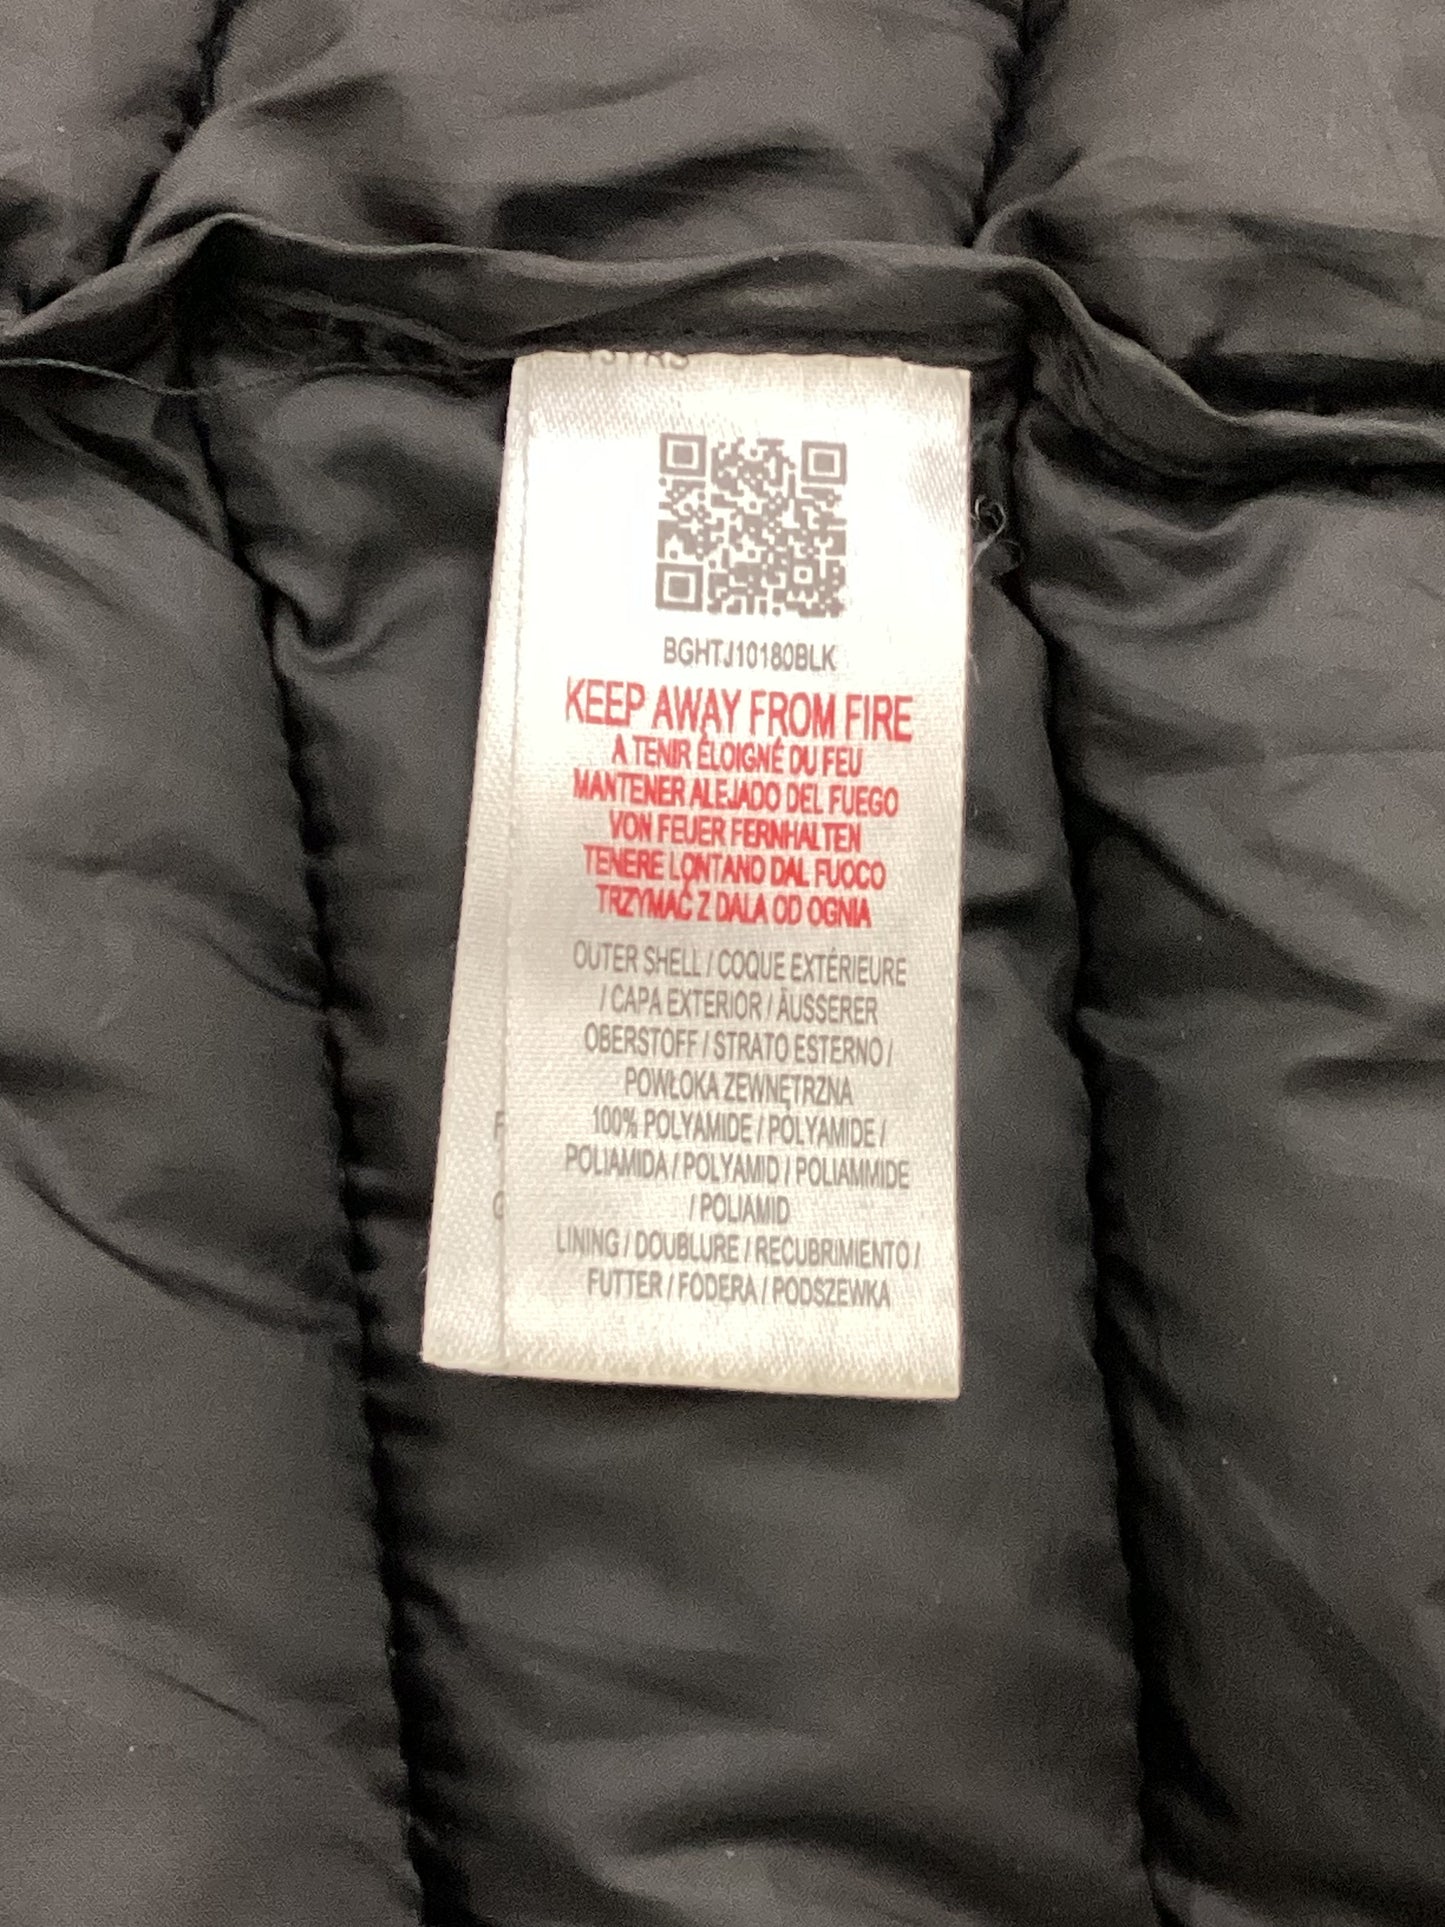 BGHTJ10180BLK
KEEP AWAY FROM FIRE
A TENIR ÉLOIGNÉ DU FEU
MANTENER ALEJADO DEL FUEGO
VON FEUER FERNHALTEN
TENERE LONTANO DAL FUOCO
TRZYMAĆ Z DALA OD OGNIA
OUTER SHELL / COQUE EXTÉRIEURE
/ CAPA EXTERIOR / ÄUSSERER
OBERSTOFF / STRATO ESTERNO /
POWŁOKA ZEWNĘTRZNA
100% POLYAMIDE / POLYAMIDE /
POLIAMIDA / POLYAMID / POLIAMMIDE
/ POLIAMID
LINING / DOUBLURE / RECUBRIMIENTO /
FUTTER / FODERA / PODSZEWKA